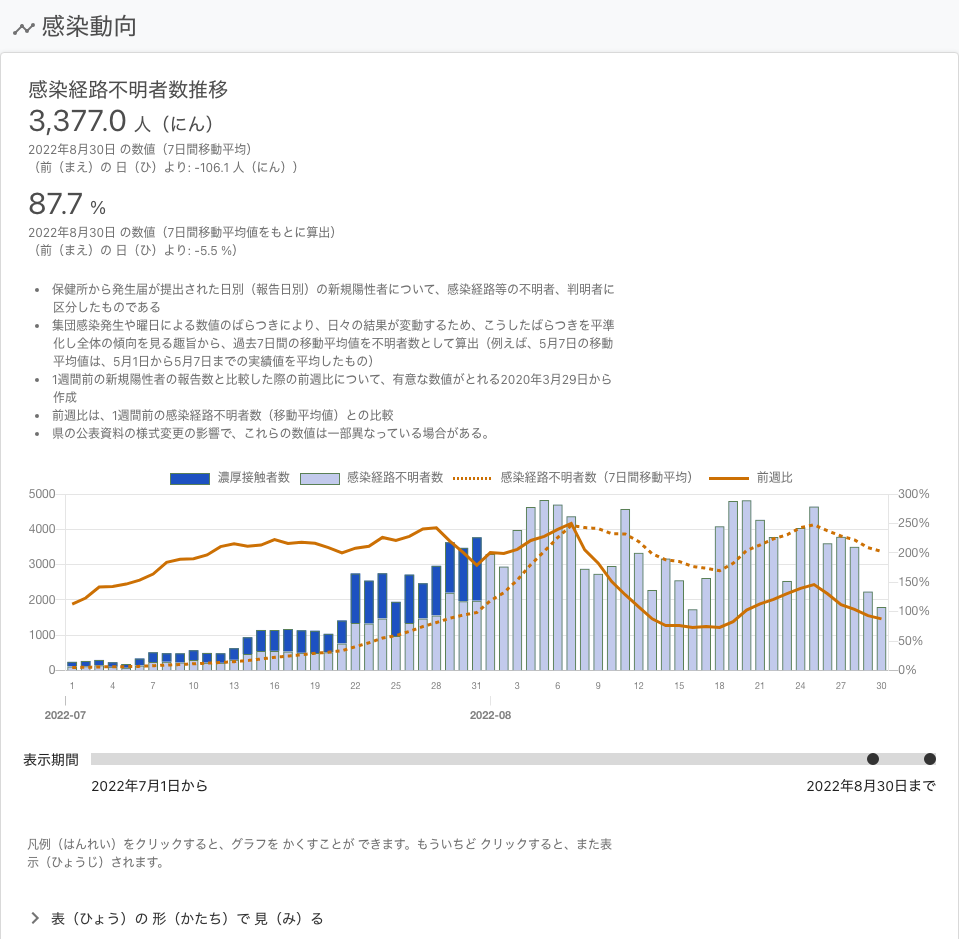 感染動向
感染経路不明者数推移
3,377.0 人（にん）
2022年8月30日 の数値（7日間移動平均）
（前（まえ）の 日（ひ）より: -106.1 人（にん））
87.7 %
2022年8月30日 の数値（7日間移動平均値をもとに算出）
（前（まえ）の 日（ひ）より: -5.5 %）
• 保健所から発生届が提出された日別（報告日別）の新規陽性者について、感染経路等の不明者、判明者に
区分したものである
• 集団感染発生や曜日による数値のばらつきにより、日々の結果が変動するため、こうしたばらつきを平準
化し全体の傾向を見る趣旨から、過去7日間の移動平均値を不明者数として算出（例えば、5月7日の移動
平均値は、5月1日から5月7日までの実績値を平均したもの）
• 1週間前の新規陽性者の報告数と比較した際の前週比について、有意な数値がとれる2020年3月29日から
作成
• 前週比は、1週間前の感染経路不明者数（移動平均値）との比較
• 県の公表資料の様式変更の影響で、これらの数値は一部異なっている場合がある。
濃厚接触者数 感染経路不明者数 感染経路不明者数（7日間移動平均） 前週比
5000 300%
250%
4000
200%
3000
150%
2000
100%
1000
50%
0 0%
1 4 7 10 13 16 19 22 25 28 31 3 6 9 12 15 18 21 24 27 30
2022-07 2022-08
表示期間
2022年7月1日から 2022年8月30日まで
凡例（はんれい）をクリックすると、グラフを かくすことが できます。もういちど クリックすると、また表
示（ひょうじ）されます。
表（ひょう）の 形（かたち）で 見（み）る